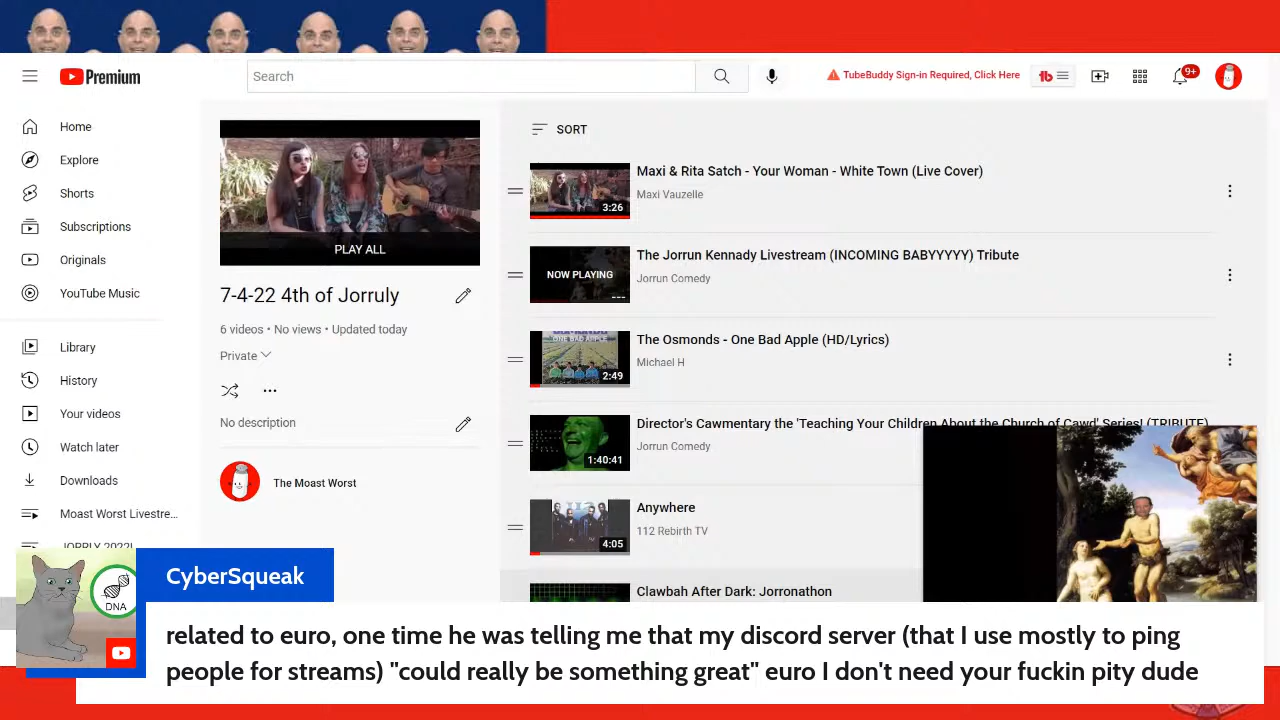 Premium
Search
TubeBuddy Sign-in Required, Click Here
tb
9+
Home
Explore
Shorts
Subscriptions
Originals
YouTube Music
Library
History
Your videos
Watch later
Downloads
Moast Worst Livestre...
JORRLY 2022!
PLAY ALL
7-4-22 4th of Jorruly
6 videos • No views • Updated today
Private
No description
The Moast Worst
SORT
Maxi & Rita Satch - Your Woman - White Town (Live Cover)
Maxi Vauzelle
3:26
The Jorrun Kennady Livestream (INCOMING BABYYYYY) Tribute
Jorrun Comedy
NOW PLAYING
The Osmonds - One Bad Apple (HD/Lyrics)
Michael H
ONE BAD APPLE
2:49
Director's Cawmentary the 'Teaching Your Children About the Church of Cawd' Series! (TRIBUTE)
Jorrun Comedy
1:40:41
Anywhere
112 Rebirth TV
4:05
Clawbah After Dark: Jorronathon
DNA
CyberSqueak
related to euro, one time he was telling me that my discord server (that I use mostly to ping
people for streams) "could really be something great" euro I don't need your fuckin pity dude